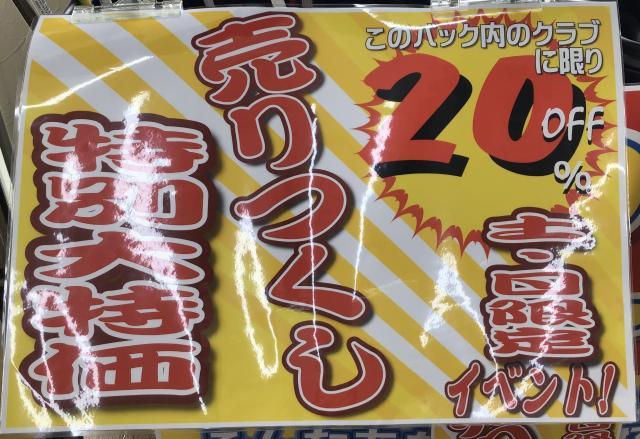 このバック内のクラブ
に限り
20
OFF
%
土・日限定
イベント!
売りつくし
特別大特価